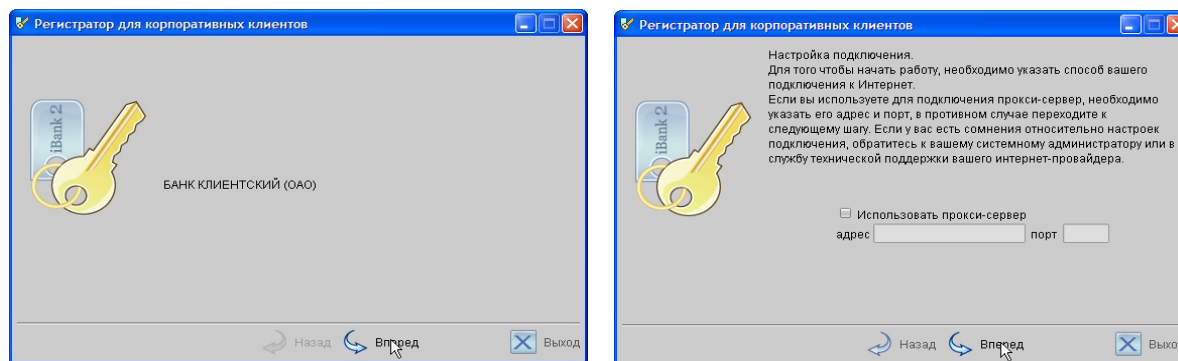 Регистратор для корпоративных клиентов
iBank 2
БАНК КЛИЕНТСКИЙ (ОАО)
Назад
Вперед
Выход
Регистратор для корпоративных клиентов
Настройка подключения.
Для того чтобы начать работу, необходимо указать способ вашего
подключения к Интернет.
Если вы используете для подключения прокси-сервер, необходимо
указать его адрес и порт, в противном случае переходите к
следующему шагу. Если у вас есть сомнения относительно настроек
подключения, обратитесь к вашему системному администратору или в
службу технической поддержки вашего интернет-провайдера.
iBank 2
Использовать прокси-сервер
адрес
порт
Назад
Вперед
Выхо